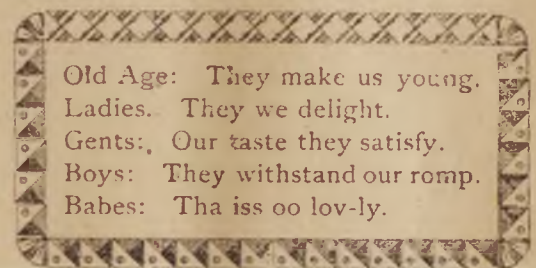 Old Age: They make us young.
Ladies. They we delight.
Gents: Our taste they satisfy.
Boys: They withstand our romp.
Babes: Tha iss oo lov-ly.